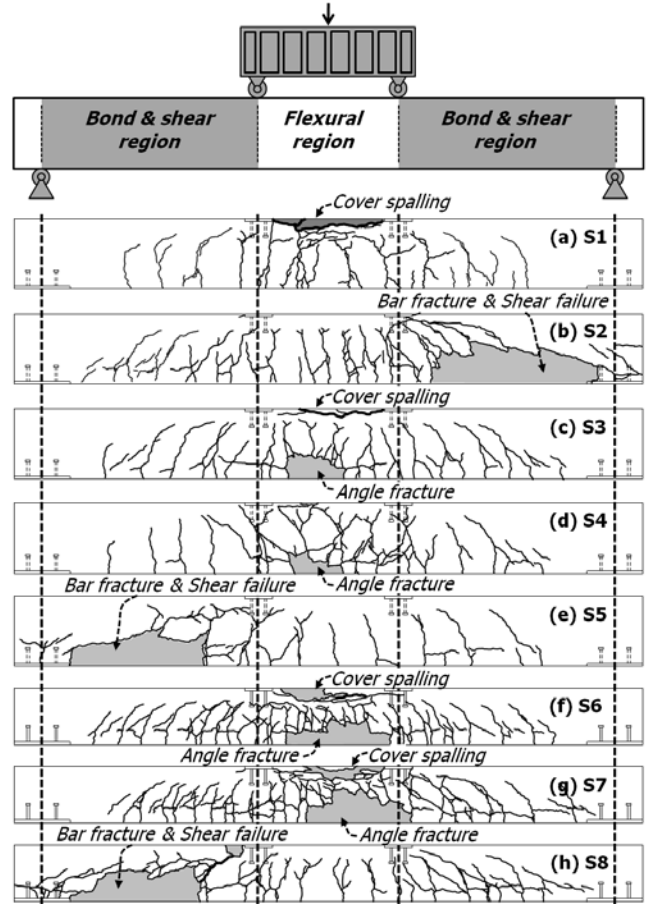 Bond & shear
region
Flexural
region
Bond & shear
region
Cover spalling
(a) S1
Bar fracture & Shear failure
(b) S2
Cover spalling
(c) S3
Angle fracture
(d) S4
Angle fracture
Bar fracture & Shear failure
(e) S5
Cover spalling
(f) S6
Angle fracture
Cover spalling
(g) S7
Bar fracture & Shear failure
Angle fracture
(h) S8